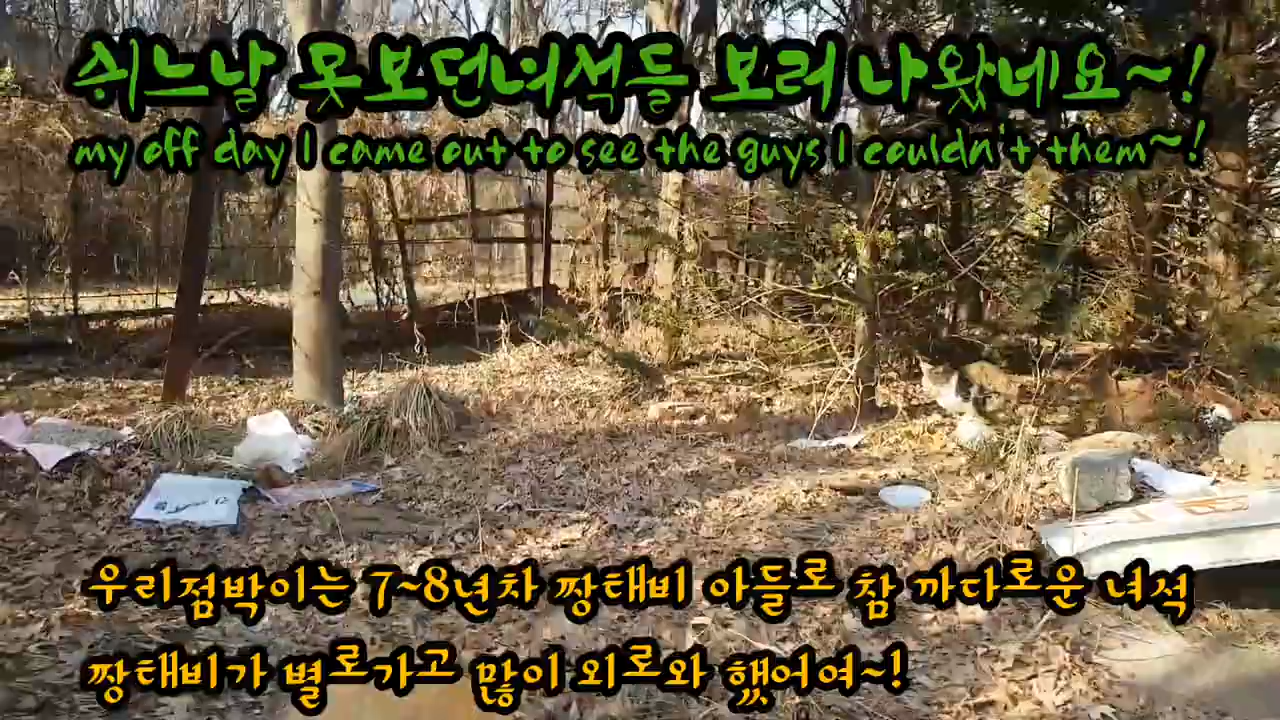 쉬느날 못보던녀석들 보러 나왔네요~!
my off day I came out to see the guys I couldn't them~!
우리점박이는 7~8년차 짱태비 아들로 참 까다로운 녀석
짱태비가 별로가고 많이 외로와 했어여~!